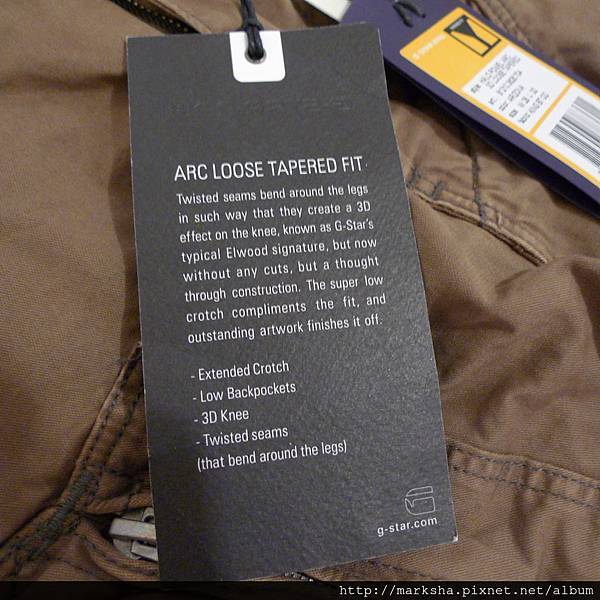 ARC LOOSE TAPERED FIT
Twisted seams bend around the legs
in such way that they create a 3D
effect on the knee, known as G-Star's
typical Elwood signature, but now
without any cuts, but a thought
through construction. The super low
crotch compliments the fit, and
outstanding artwork finishes it off.
- Extended Crotch
- Low Backpockets
- 3D Knee
- Twisted seams
(that bend around the legs)
g-star.com
http://marksha.pixnet.net/album